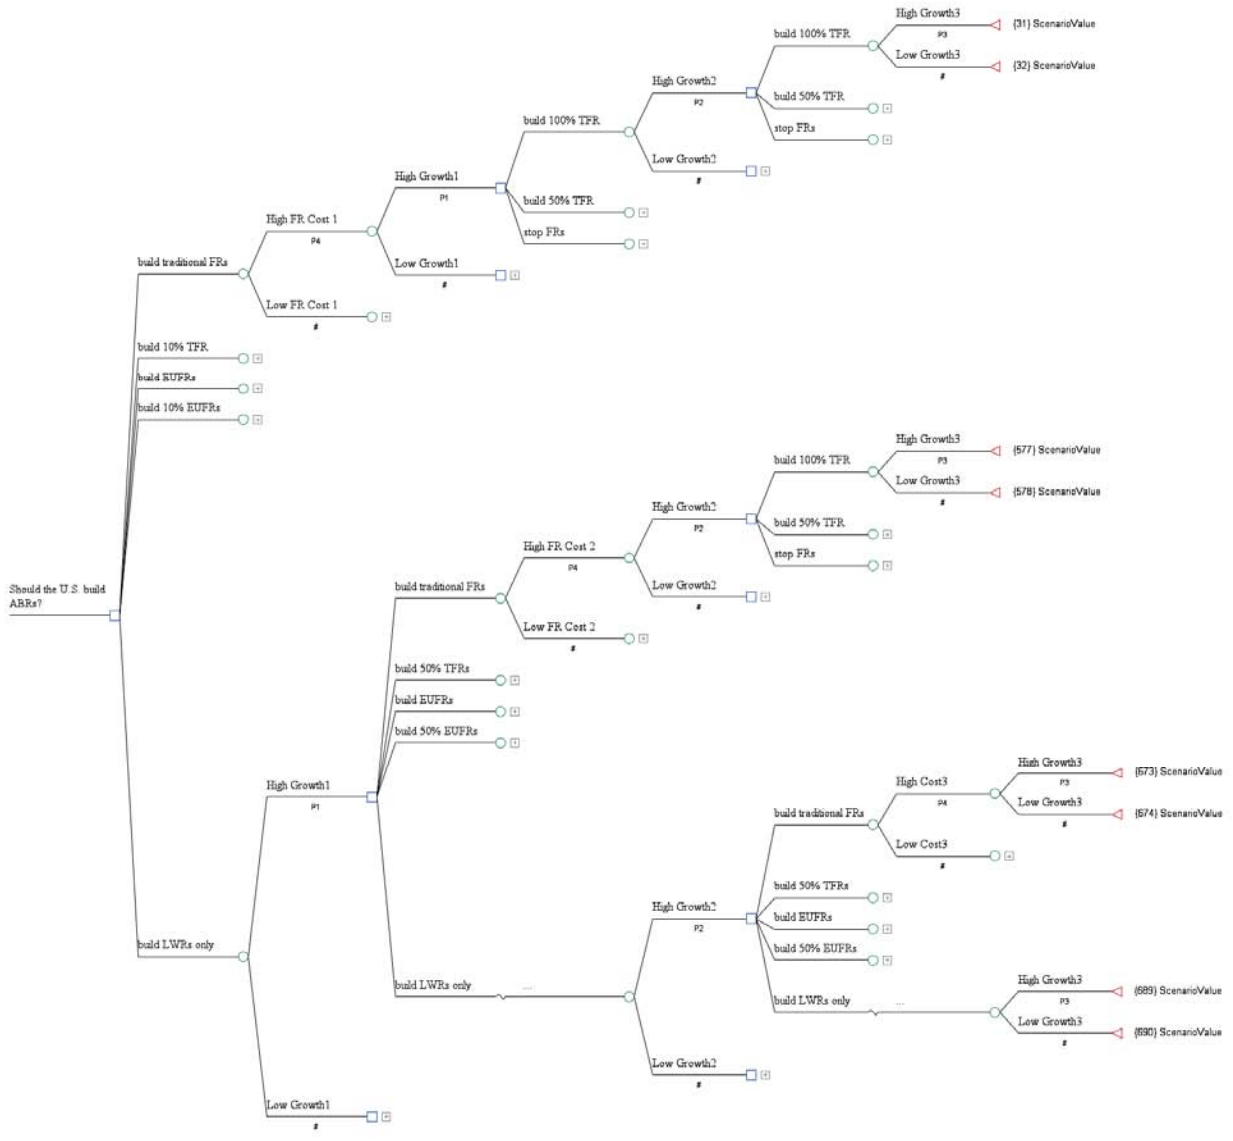 High Growth3
P3
{31} ScenarioValue
build 100% TFR
Low Growth3
#
{32} ScenarioValue
High Growth2
P2
build 50% TFR
stop FRs
build 100% TFR
Low Growth2
#
High Growth1
P1
build 50% TFR
stop FRs
High FR Cost 1
P4
Low Growth1
#
build traditional FRs
Low FR Cost 1
#
build 10% TFR
build EUFRs
build 10% EUFRs
High Growth3
P3
{577} ScenarioValue
build 100% TFR
Low Growth3
#
{578} ScenarioValue
High Growth2
P2
build 50% TFR
stop FRs
High FR Cost 2
P4
Low Growth2
#
build traditional FRs
Low FR Cost 2
#
Should the U.S. build
ABRs?
build 50% TFRs
build EUFRs
build 50% EUFRs
High Growth1
P1
High Growth3
P3
{673} ScenarioValue
High Cost3
P4
Low Growth3
#
{674} ScenarioValue
build traditional FRs
Low Cost3
#
High Growth2
P2
build 50% TFRs
build EUFRs
build 50% EUFRs
build LWRs only
build LWRs only
...
build LWRs only
...
High Growth3
P3
{689} ScenarioValue
Low Growth3
#
{690} ScenarioValue
Low Growth2
#
Low Growth1
#